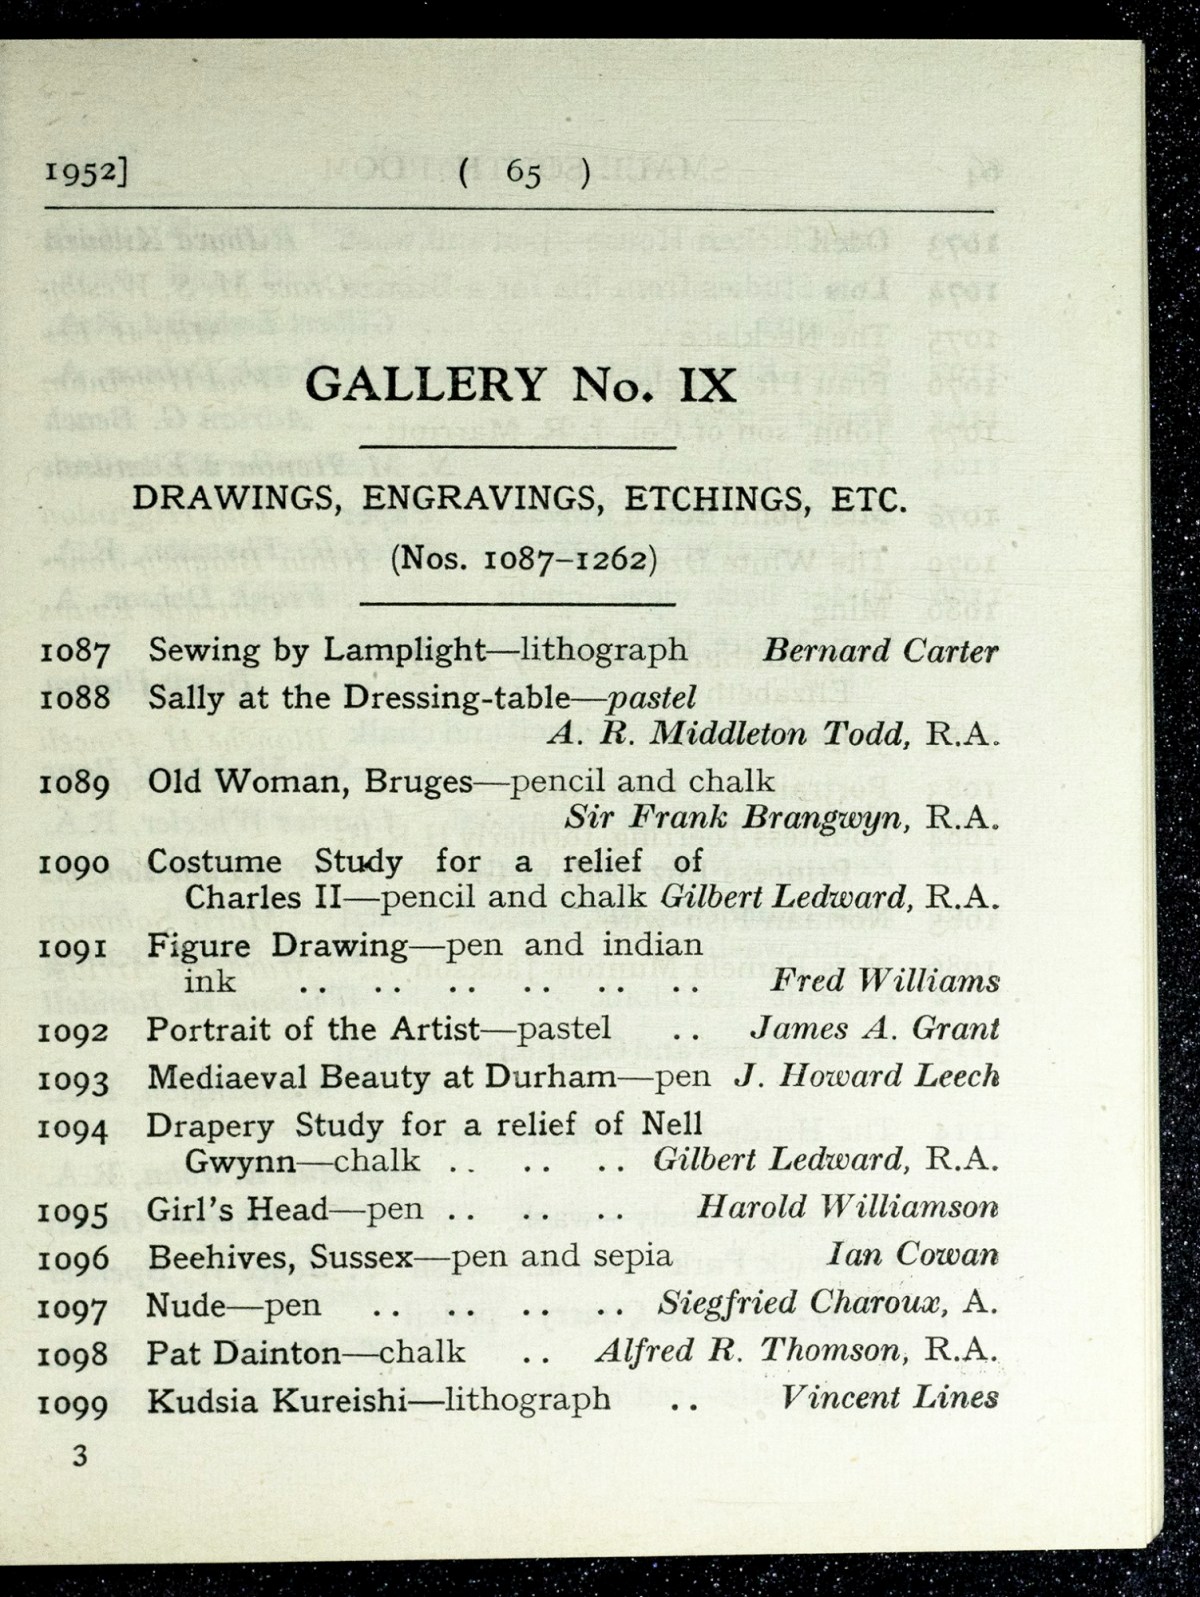 1952] ( 65 )
GALLERY No. IX
DRAWINGS, ENGRAVINGS, ETCHINGS, ETC.
(Nos. 1087–1262)
1087 Sewing by Lamplight—lithograph Bernard Carter
1088 Sally at the Dressing-table—pastel
A. R. Middleton Todd, R.A.
1089 Old Woman, Bruges—pencil and chalk
Sir Frank Brangwyn, R.A.
1090 Costume Study for a relief of
Charles II—pencil and chalk Gilbert Ledward, R.A.
1091 Figure Drawing—pen and indian
ink .. .. .. .. .. .. Fred Williams
1092 Portrait of the Artist—pastel .. James A. Grant
1093 Mediaeval Beauty at Durham—pen J. Howard Leech
1094 Drapery Study for a relief of Nell
Gwynn—chalk .. .. .. Gilbert Ledward, R.A.
1095 Girl's Head—pen .. .. .. Harold Williamson
1096 Beehives, Sussex—pen and sepia Ian Cowan
1097 Nude—pen .. .. .. .. Siegfried Charoux, A.
1098 Pat Dainton—chalk .. Alfred R. Thomson, R.A.
1099 Kudsia Kureishi—lithograph .. Vincent Lines
3